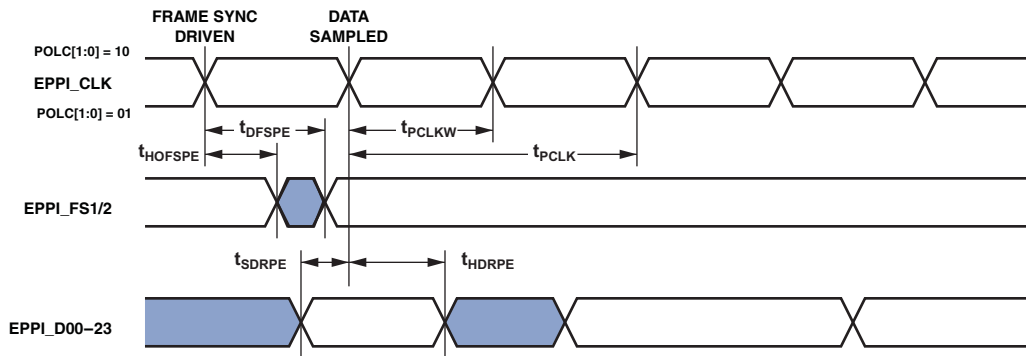 FRAME SYNC
DRIVEN
DATA
SAMPLED
POLC[1:0] = 10
EPPI_CLK
POLC[1:0] = 01
tDFSPE
tPCLKW
tHOFSPE
tPCLK
EPPI_FS1/2
tSDRPE
tHDRPE
EPPI_D00–23